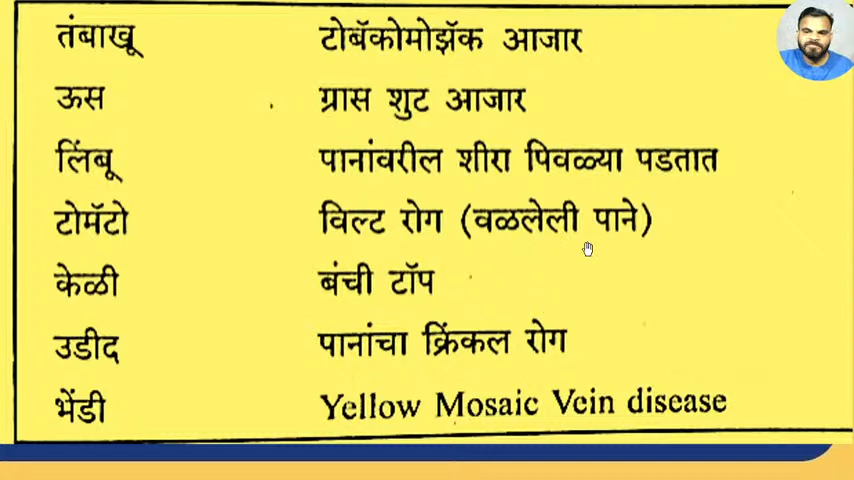 तंबाखू टोबॅकोमोझॅक आजार
ऊस ग्रास शुट आजार
लिंबू पानांवरील शीरा पिवळ्या पडतात
टोमॅटो विल्ट रोग (वळलेली पाने)
केळी बंची टॉप
उडीद पानांचा क्रिंकल रोग
भेंडी Yellow Mosaic Vein disease